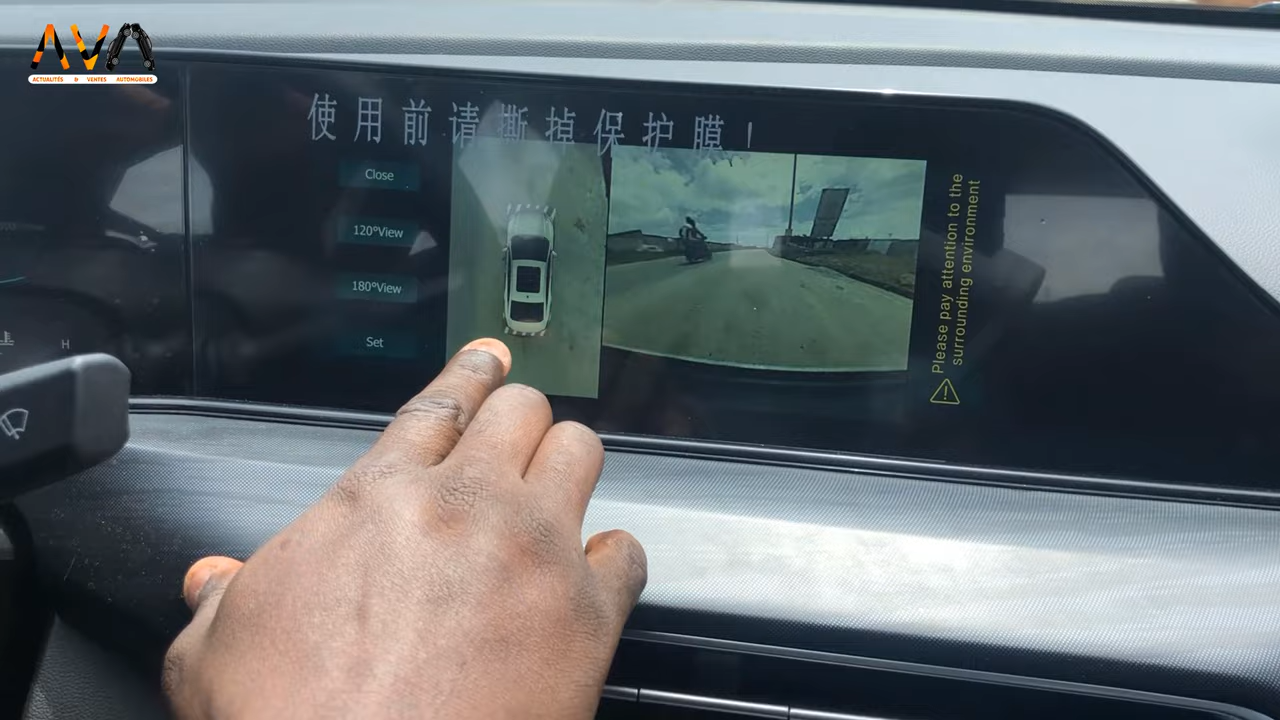 AVA
ACTUALITÉS & VENTES AUTOMOBILES
使用前请撕掉保护膜!
Close
120°View
180°View
Set
Please pay attention to the
surrounding environment
H